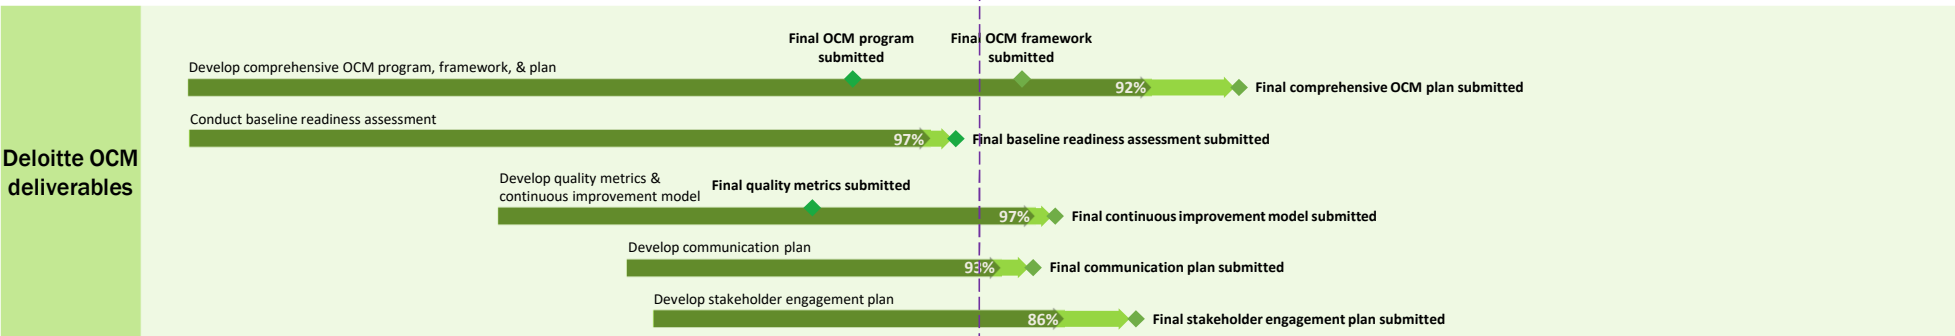 Deloitte OCM
deliverables
Final OCM program
submitted
Final OCM framework
submitted
Develop comprehensive OCM program, framework, & plan
92%
Final comprehensive OCM plan submitted
Conduct baseline readiness assessment
97%
Final baseline readiness assessment submitted
Develop quality metrics &
continuous improvement model
Final quality metrics submitted
97%
Final continuous improvement model submitted
Develop communication plan
93%
Final communication plan submitted
Develop stakeholder engagement plan
86%
Final stakeholder engagement plan submitted